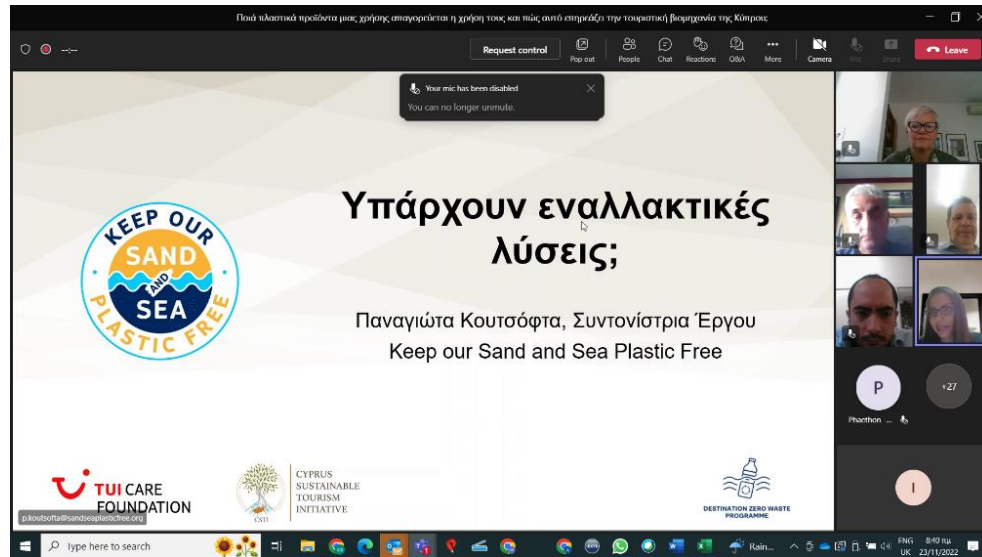 Ποιά πλαστικά προϊόντα μιας χρήσης απαγορεύεται η χρήση τους και πώς αυτό επηρεάζει την τουριστική βιομηχανία της Κύπρου;
--:--
Request control
Pop out
People
Chat
Reactions
Q&A
More
Camera
Mic
Share
Leave
Your mic has been disabled
You can no longer unmute.
KEEP OUR
SAND
AND
SEA
PLASTIC FREE
Υπάρχουν εναλλακτικές
λύσεις;
Παναγιώτα Κουτσόφτα, Συντονίστρια Έργου
Keep our Sand and Sea Plastic Free
P
+27
Phaethon ...
I
TUI CARE
FOUNDATION
CSTI
CYPRUS
SUSTAINABLE
TOURISM
INITIATIVE
DESTINATION ZERO WASTE
PROGRAMME
p.koutsofta@sandseaplasticfree.org
Type here to search
Rain...
ENG
UK
8:40 πμ
23/11/2022